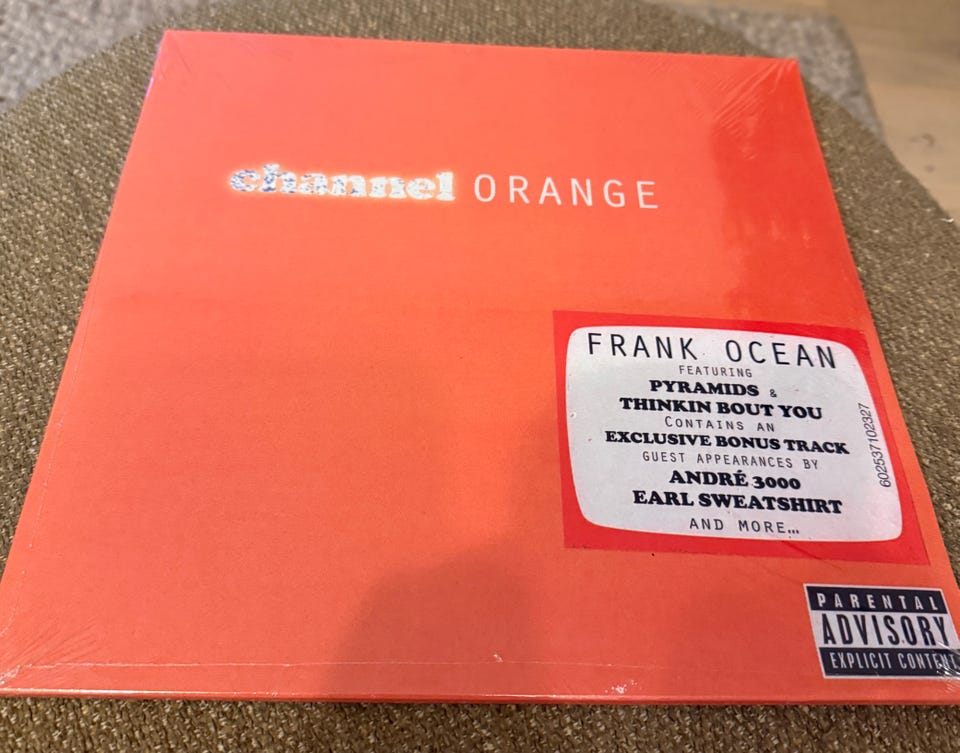 channel ORANGE
FRANK OCEAN
FEATURING
PYRAMIDS &
THINKIN BOUT YOU
CONTAINS AN
EXCLUSIVE BONUS TRACK
GUEST APPEARANCES BY
ANDRÉ 3000
EARL SWEATSHIRT
AND MORE...
602537102327
PARENTAL
ADVISORY
EXPLICIT CONTENT